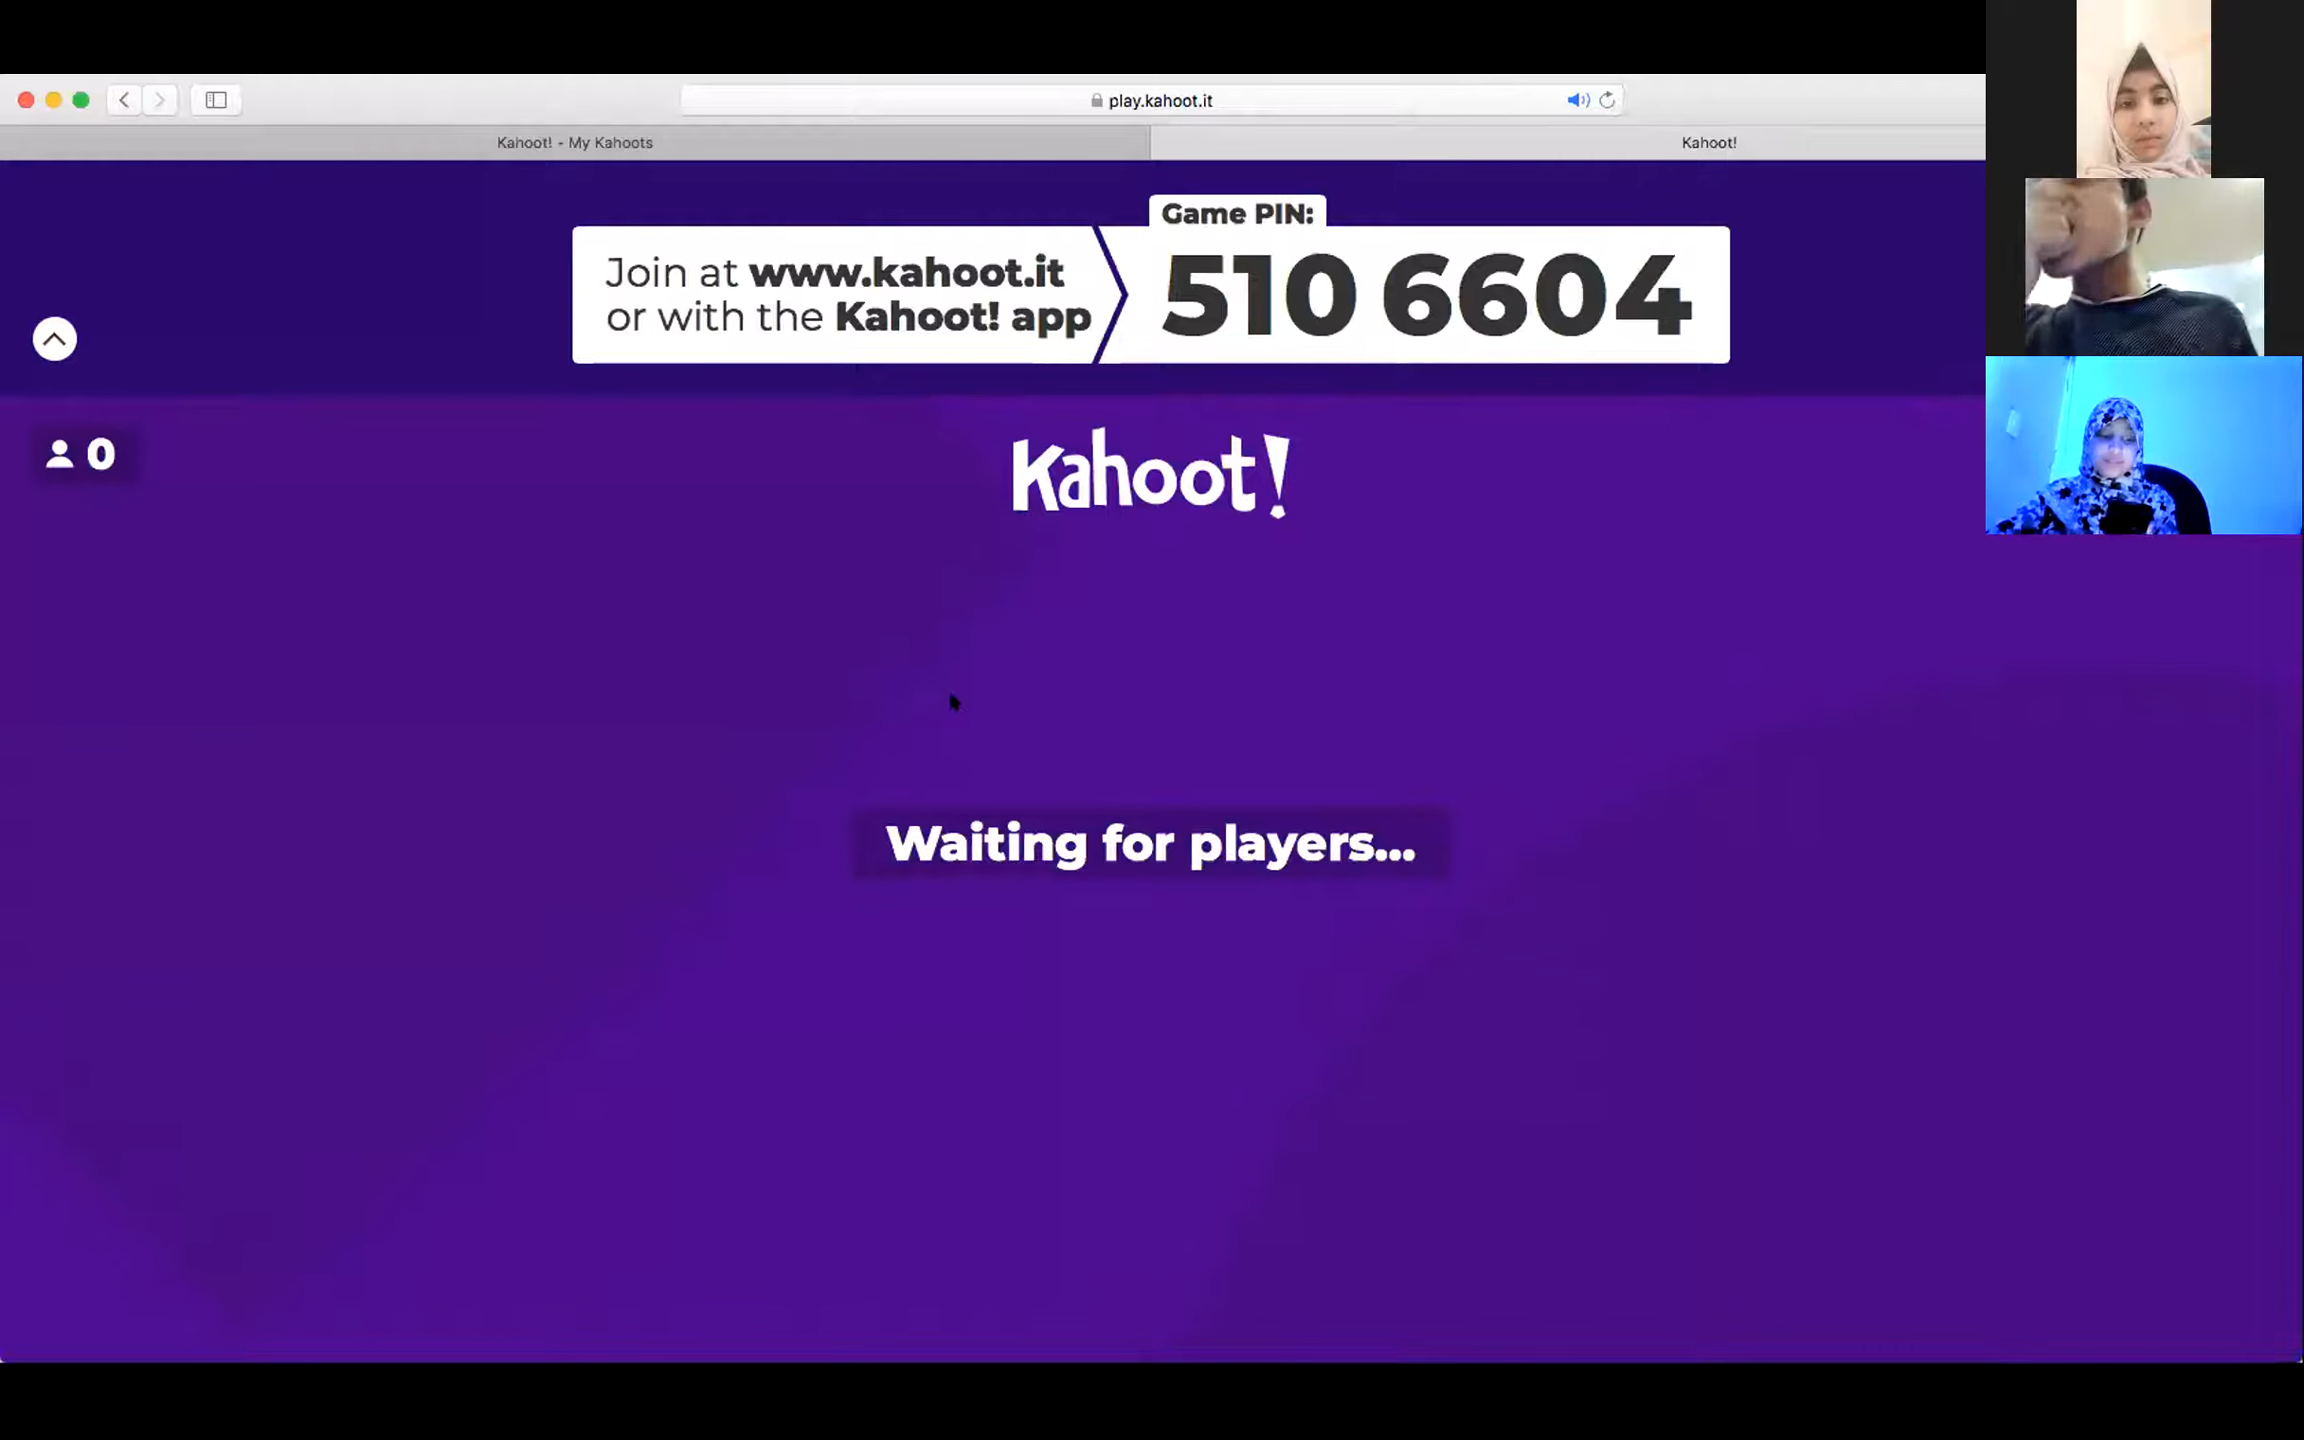 play.kahoot.it
Kahoot! - My Kahoots
Kahoot!
Game PIN:
Join at www.kahoot.it
or with the Kahoot! app
510 6604
0
Kahoot!
Waiting for players...